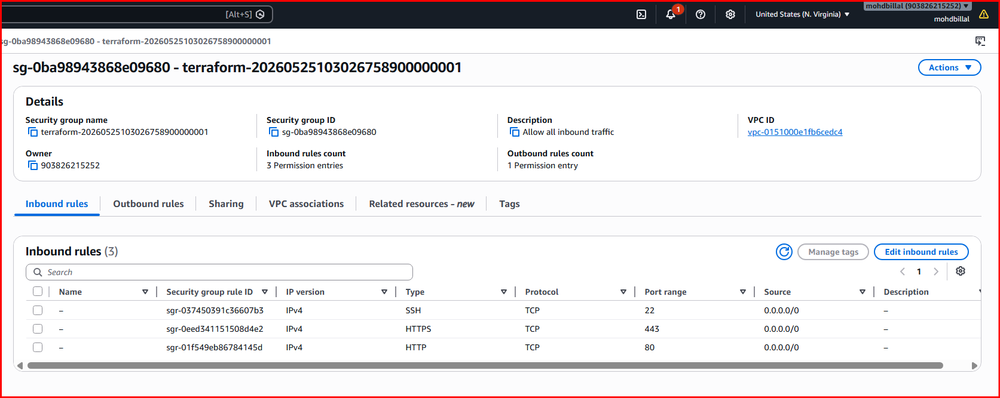 [Alt+S]
1
United States (N. Virginia)
mohdbillal (903826215252)
mohdbillal
sg-0ba98943868e09680 - terraform-20260525103026758900000001
sg-0ba98943868e09680 - terraform-20260525103026758900000001
Actions
Details
Security group name
terraform-20260525103026758900000001
Security group ID
sg-0ba98943868e09680
Description
Allow all inbound traffic
VPC ID
vpc-0151000e1fb6cedc4
Owner
903826215252
Inbound rules count
3 Permission entries
Outbound rules count
1 Permission entry
Inbound rules Outbound rules Sharing VPC associations Related resources - new Tags
Inbound rules (3)
Manage tags
Edit inbound rules
Search
1
Name Security group rule ID IP version Type Protocol Port range Source Description
– sgr-037450391c36607b3 IPv4 SSH TCP 22 0.0.0.0/0 –
– sgr-0eed341151508d4e2 IPv4 HTTPS TCP 443 0.0.0.0/0 –
– sgr-01f549eb86784145d IPv4 HTTP TCP 80 0.0.0.0/0 –